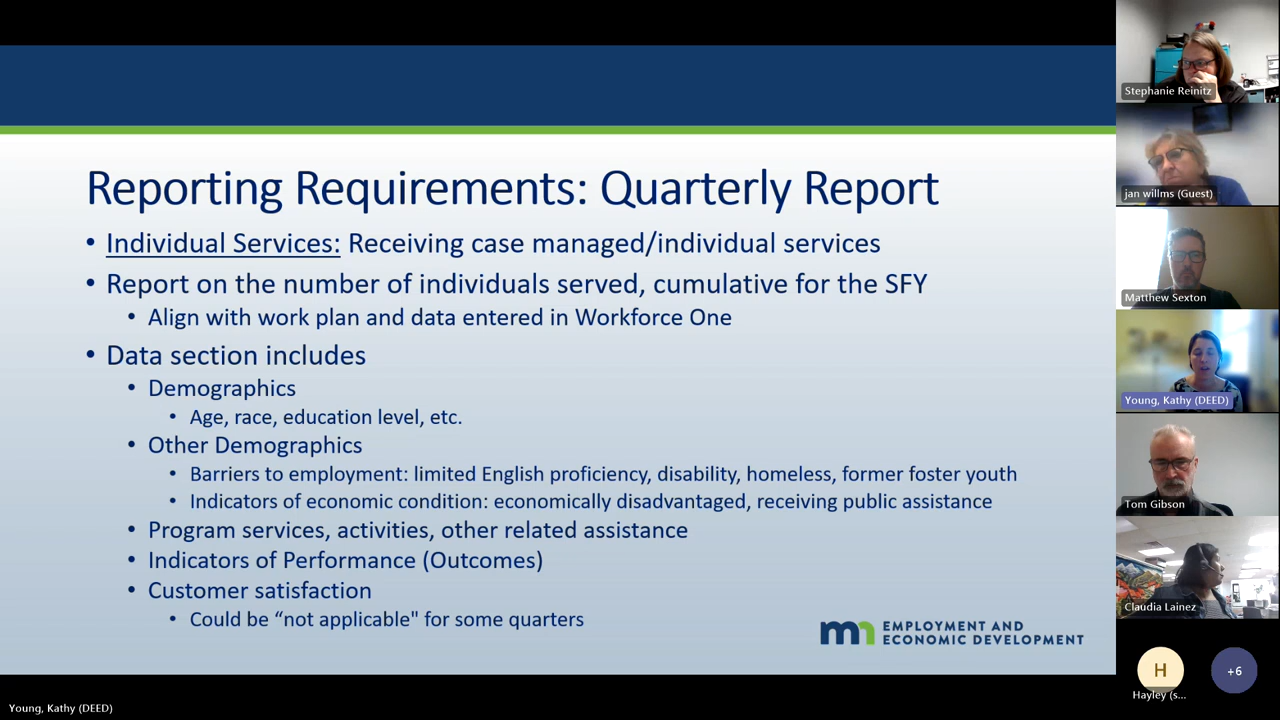 Reporting Requirements: Quarterly Report
• Individual Services: Receiving case managed/individual services
• Report on the number of individuals served, cumulative for the SFY
• Align with work plan and data entered in Workforce One
• Data section includes
• Demographics
• Age, race, education level, etc.
• Other Demographics
• Barriers to employment: limited English proficiency, disability, homeless, former foster youth
• Indicators of economic condition: economically disadvantaged, receiving public assistance
• Program services, activities, other related assistance
• Indicators of Performance (Outcomes)
• Customer satisfaction
• Could be “not applicable" for some quarters
mn EMPLOYMENT AND
ECONOMIC DEVELOPMENT
Stephanie Reinitz
jan willms (Guest)
Matthew Sexton
Young, Kathy (DEED)
Tom Gibson
Claudia Lainez
H
Hayley (s...
+6
Young, Kathy (DEED)